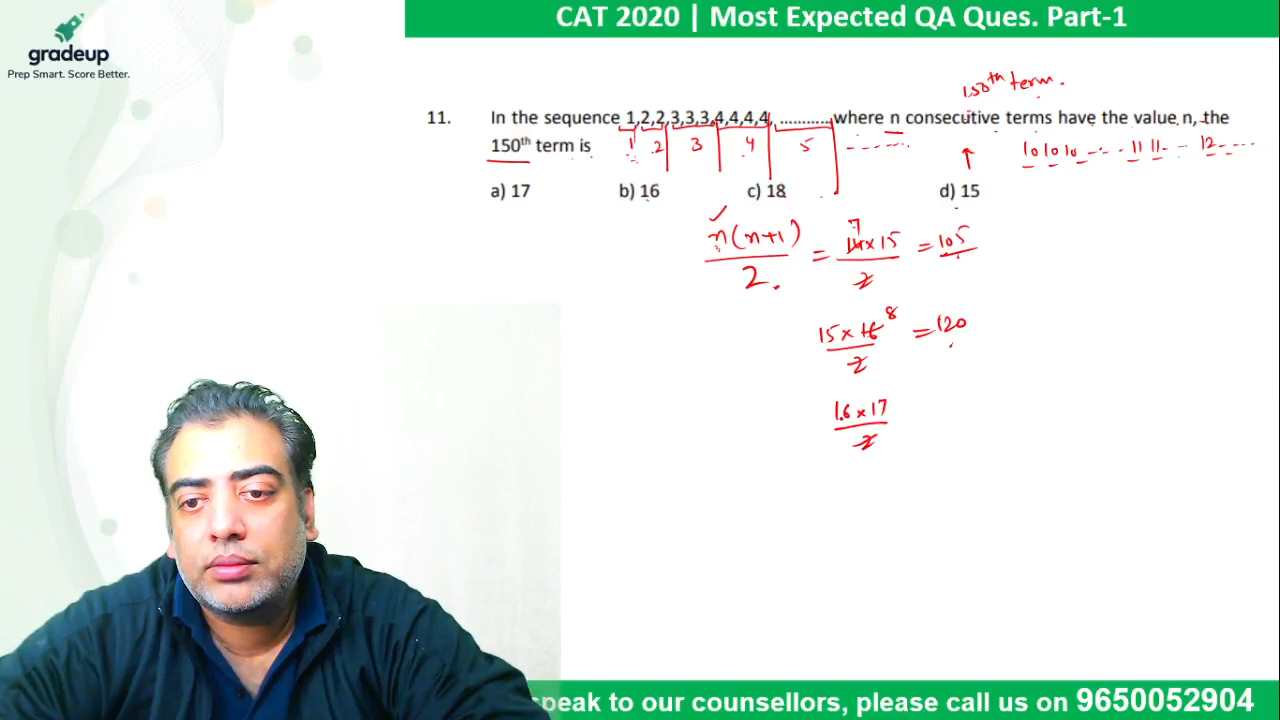 CAT 2020 | Most Expected QA Ques. Part-1
gradeup
Prep Smart. Score Better.
150th term.
11. In the sequence 1,2,2,3,3,3,4,4,4,4, ............where n consecutive terms have the value n, the
150th term is
1 2 3 4 5 ........
10 10 10 --- 11 11 -- 12 ----
a) 17 b) 16 c) 18 d) 15
n(n+1)/2 = 7 14×15/2 = 105
15×16 8/2 = 120
16×17/2
speak to our counsellors, please call us on 9650052904